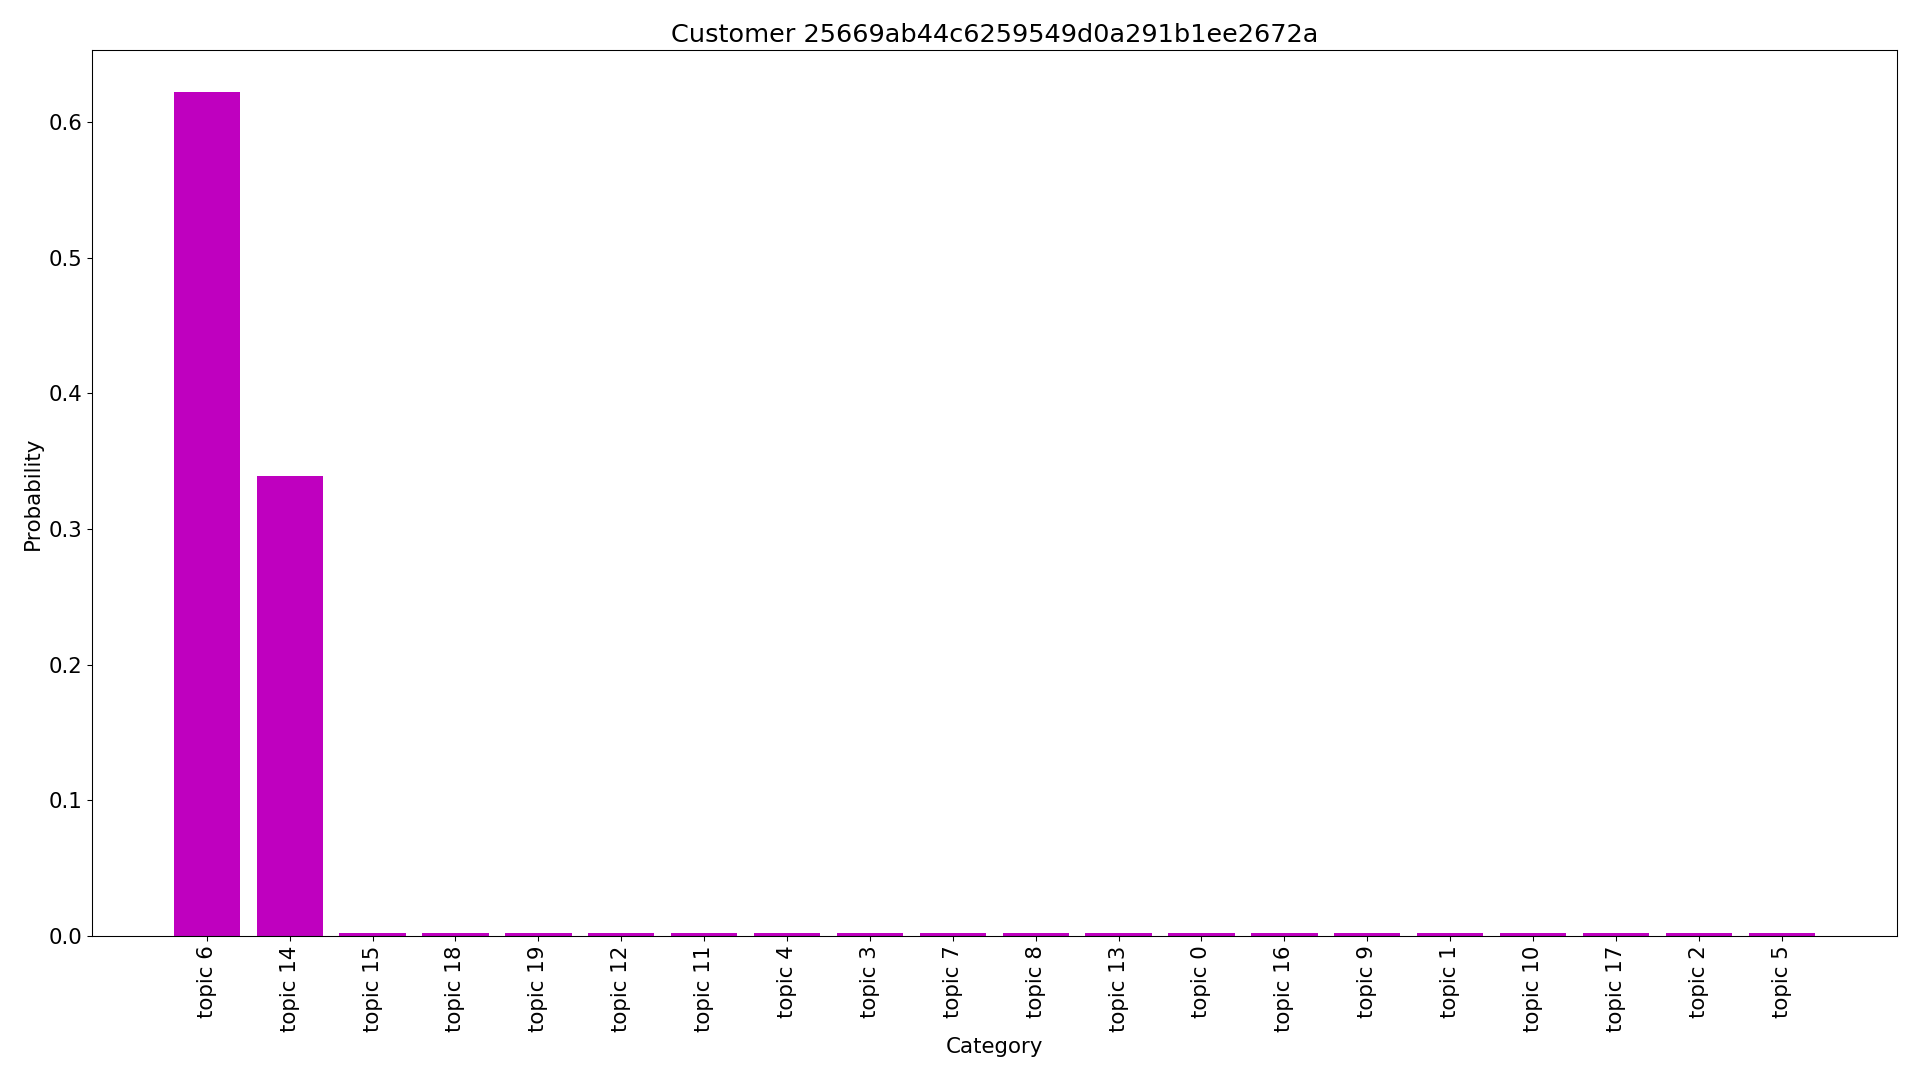 Customer 25669ab44c6259549d0a291b1ee2672a
Probability
0.6
0.5
0.4
0.3
0.2
0.1
0.0
topic 6
topic 14
topic 15
topic 18
topic 19
topic 12
topic 11
topic 4
topic 3
topic 7
topic 8
topic 13
topic 0
topic 16
topic 9
topic 1
topic 10
topic 17
topic 2
topic 5
Category